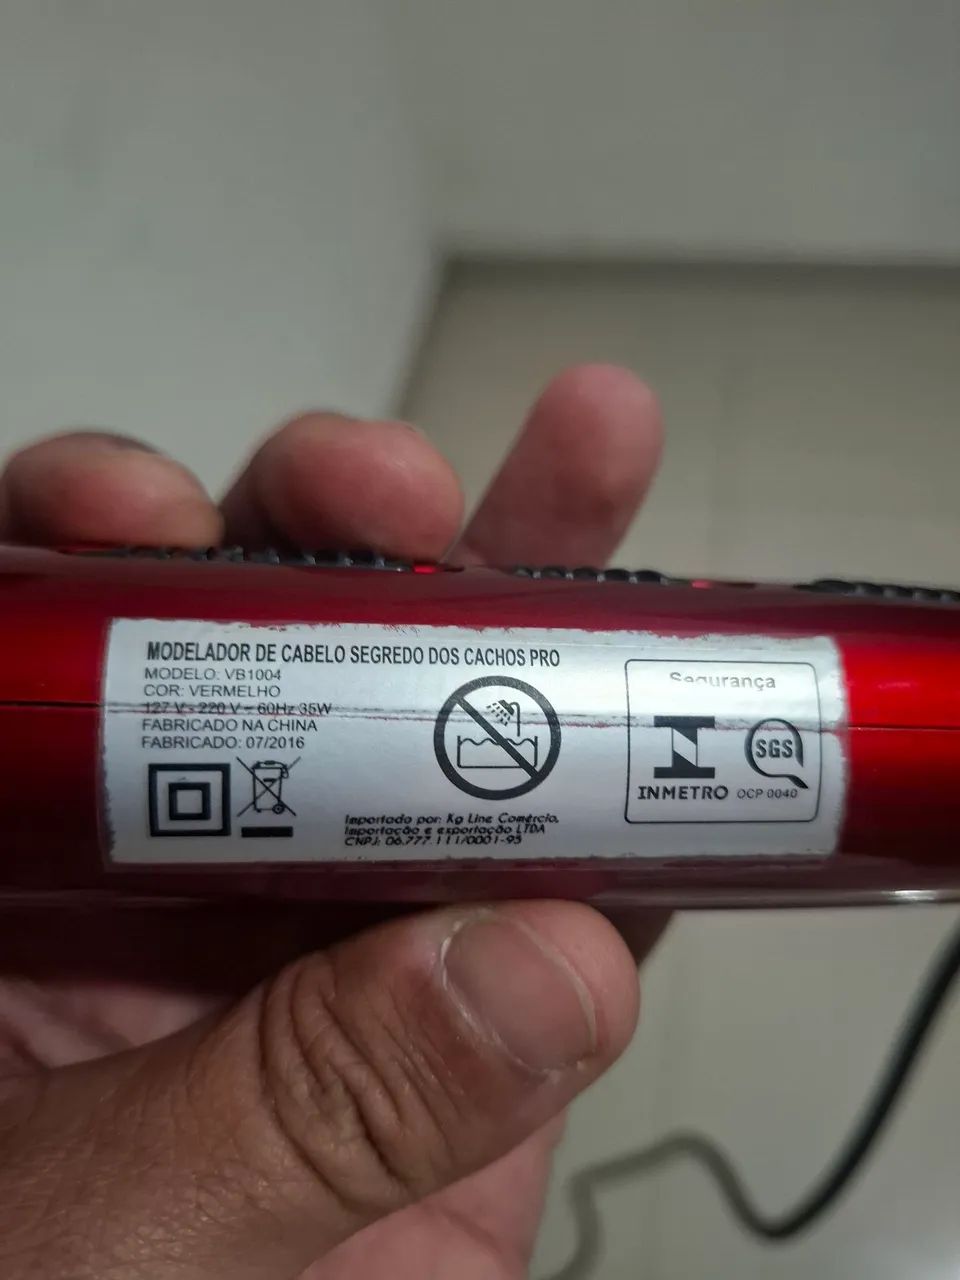 MODELADOR DE CABELO SEGREDO DOS CACHOS PRO
MODELO: VB1004
COR: VERMELHO
127 V - 220 V ~ 60Hz 35W
FABRICADO NA CHINA
FABRICADO: 07/2016
Importado por: Kg Line Comércio,
Importação e exportação LTDA
CNPJ: 06.777.111/0001-95
Segurança
SGS
INMETRO OCP 0040